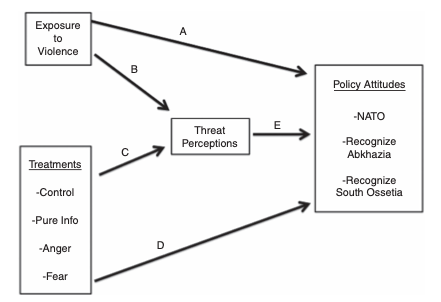 Exposure
to
Violence
A
B
Policy Attitudes
-NATO
-Recognize
Abkhazia
-Recognize
South Ossetia
Threat
Perceptions
E
C
Treatments
-Control
-Pure Info
-Anger
-Fear
D